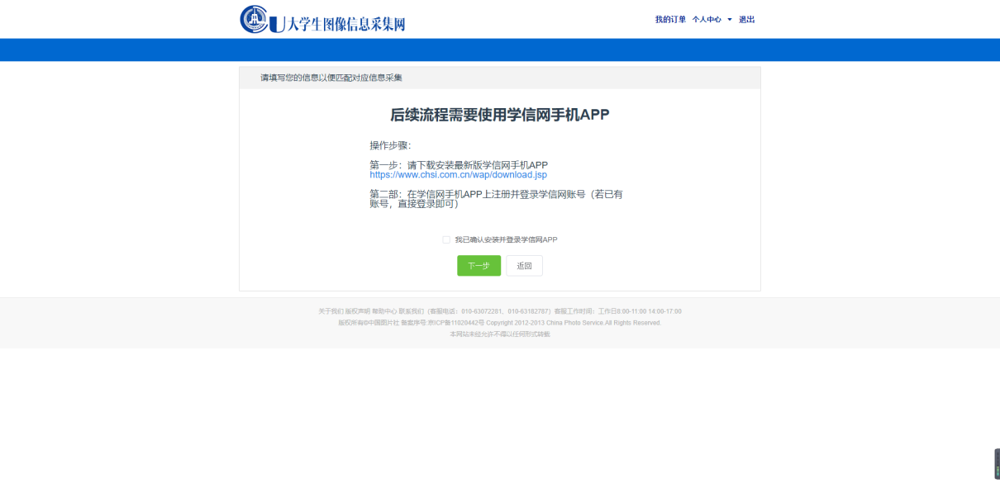 U大学生图像信息采集网
我的订单 个人中心 退出
请填写您的信息以便匹配对应信息采集
后续流程需要使用学信网手机APP
操作步骤：
第一步：请下载安装最新版学信网手机APP
https://www.chsi.com.cn/wap/download.jsp
第二部：在学信网手机APP上注册并登录学信网账号（若已有
账号，直接登录即可）
我已确认安装并登录学信网APP
下一步 返回
关于我们 版权声明 帮助中心 联系我们（客服电话：010-63072281、010-63182787）客服工作时间：工作日8:00-11:00 14:00-17:00
版权所有©中国图片社 备案序号:京ICP备11020442号 Copyright 2012-2013 China Photo Service.All Rights Reserved.
本网站未经允许不得以任何形式转载